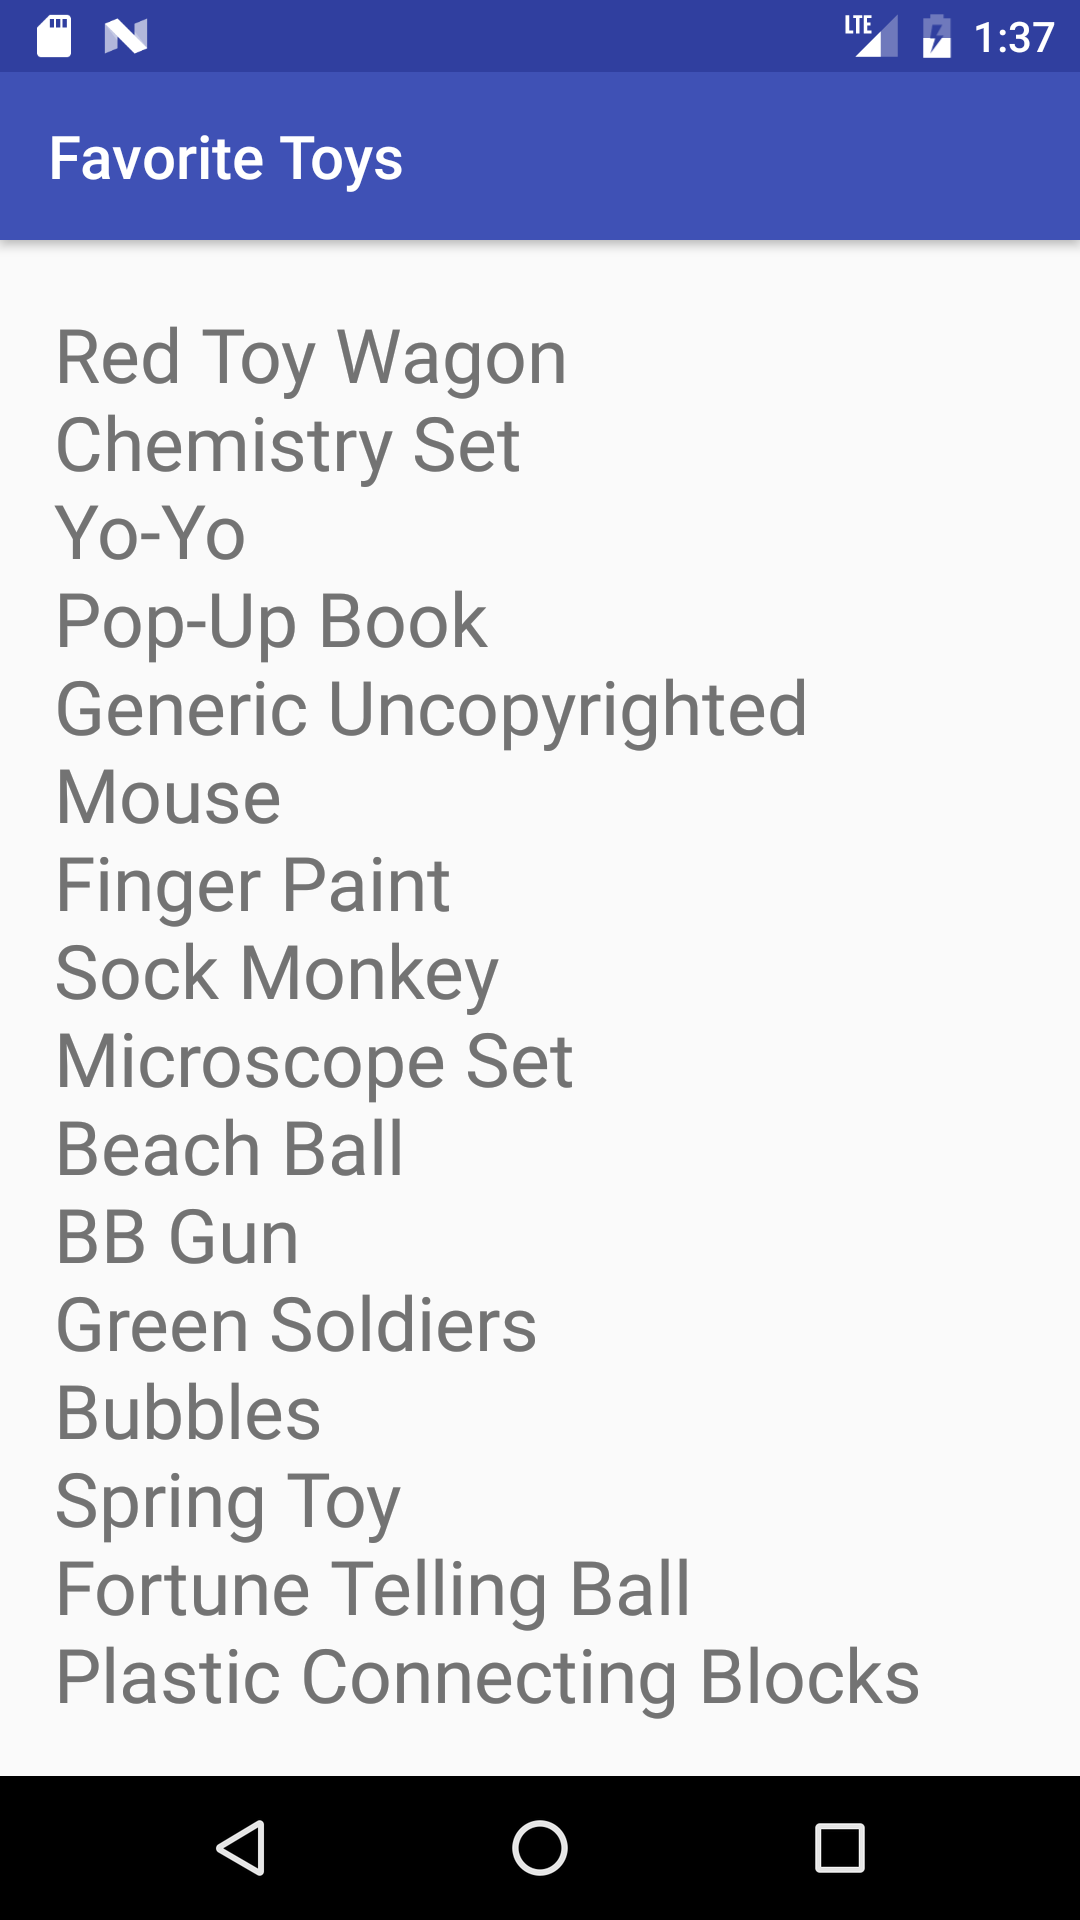 LTE 1:37
Favorite Toys
Red Toy Wagon
Chemistry Set
Yo-Yo
Pop-Up Book
Generic Uncopyrighted
Mouse
Finger Paint
Sock Monkey
Microscope Set
Beach Ball
BB Gun
Green Soldiers
Bubbles
Spring Toy
Fortune Telling Ball
Plastic Connecting Blocks